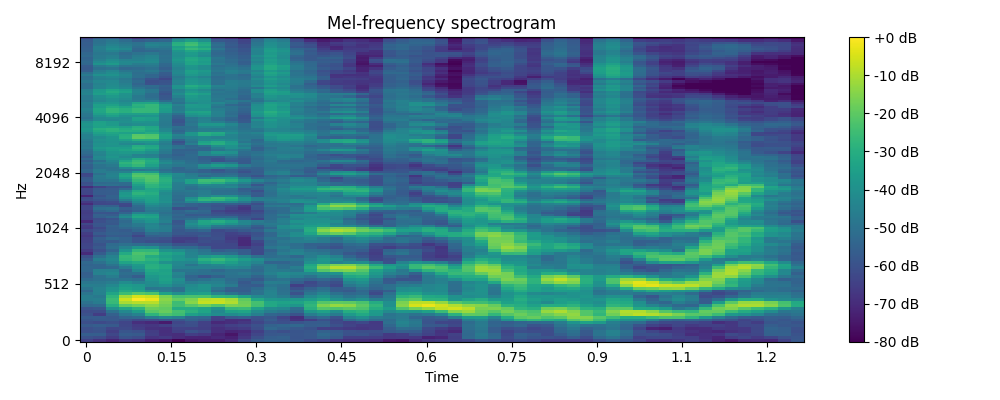 Mel-frequency spectrogram
Hz
8192
4096
2048
1024
512
0
0 0.15 0.3 0.45 0.6 0.75 0.9 1.1 1.2
Time
+0 dB
-10 dB
-20 dB
-30 dB
-40 dB
-50 dB
-60 dB
-70 dB
-80 dB